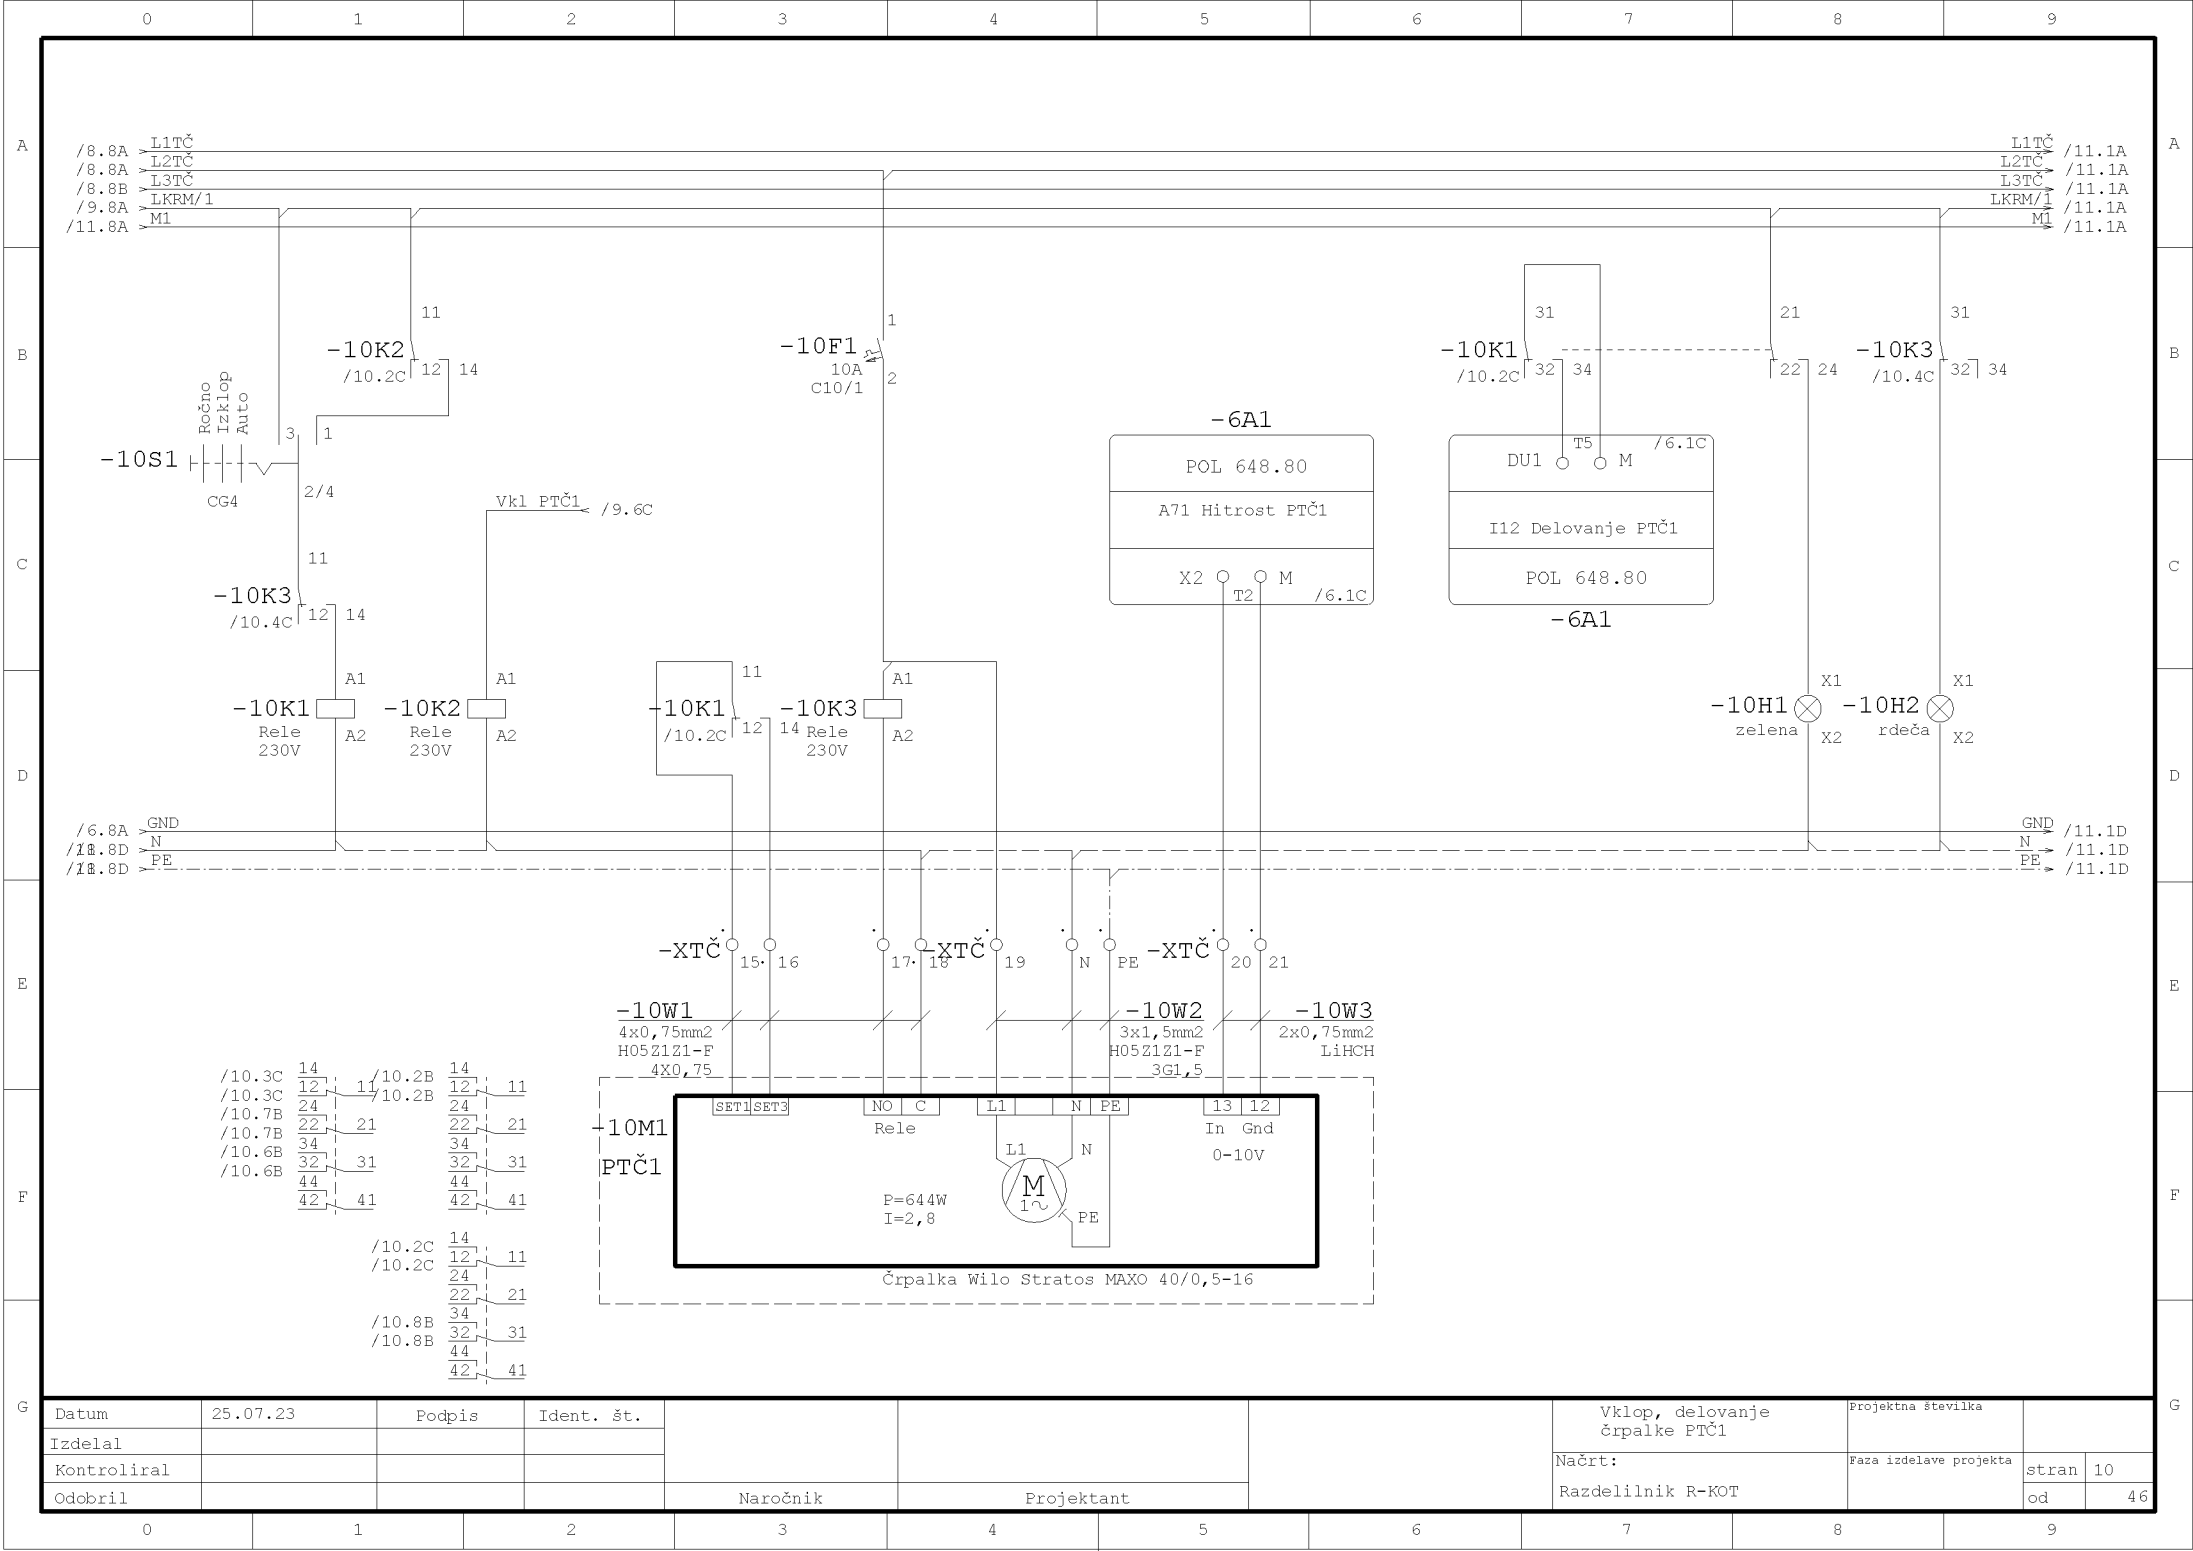 0 1 2 3 4 5 6 7 8 9
A A
B B
C C
D D
E E
F F
G G
/8.8A L1TČ L1TČ /11.1A
/8.8A L2TČ L2TČ /11.1A
/8.8B L3TČ L3TČ /11.1A
/9.8A LKRM/1 LKRM/1 /11.1A
/11.8A M1 M1 /11.1A
11
-10K2
/10.2C 12 14
1
-10F1
10A
C10/1
2
31
-10K1
/10.2C 32 34
21
22 24
31
-10K3
/10.4C 32 34
Ročno
Izklop
Auto
3 1
-10S1
CG4
2/4
Vkl PTČ1 /9.6C
-6A1
POL 648.80
A71 Hitrost PTČ1
X2 M
T2 /6.1C
T5 /6.1C
DU1 M
I12 Delovanje PTČ1
POL 648.80
-6A1
11
-10K3
/10.4C 12 14
A1
-10K1
Rele
230V
A2
A1
-10K2
Rele
230V
A2
11
-10K1
/10.2C 12 14
A1
-10K3
Rele
230V
A2
X1
-10H1
zelena
X2
X1
-10H2
rdeča
X2
/6.8A GND GND /11.1D
8.8D N N /11.1D
8.8D PE PE /11.1D
-XTČ 15 16 17 18
-XTČ 19 N PE
-XTČ 20 21
-10W1
4x0,75mm2
H05Z1Z1-F
4X0,75
-10W2
3x1,5mm2
H05Z1Z1-F
3G1,5
-10W3
2x0,75mm2
LiHCH
/10.3C 14
/10.3C 12 11
/10.7B 24
/10.7B 22 21
/10.6B 34
/10.6B 32 31
44
42 41
/10.2B 14
/10.2B 12 11
24
22 21
34
32 31
44
42 41
/10.2C 14
/10.2C 12 11
24
22 21
/10.8B 34
/10.8B 32 31
44
42 41
SET1 SET3 NO C L1 N PE 13 12
Rele
In Gnd
0-10V
-10M1
PTČ1
L1 N
M
1~
PE
P=644W
I=2,8
Črpalka Wilo Stratos MAXO 40/0,5-16
Datum 25.07.23 Podpis Ident. št.
Izdelal
Kontroliral
Odobril
Naročnik Projektant
Vklop, delovanje
črpalke PTČ1
Načrt:
Razdelilnik R-KOT
Projektna številka
Faza izdelave projekta
stran 10
od 46
0 1 2 3 4 5 6 7 8 9